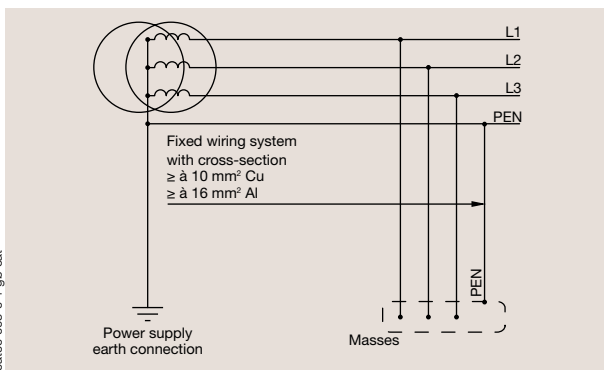 L1
L2
L3
PEN
Fixed wiring system
with cross-section
≥ à 10 mm² Cu
≥ à 16 mm² Al
PEN
Masses
Power supply
earth connection